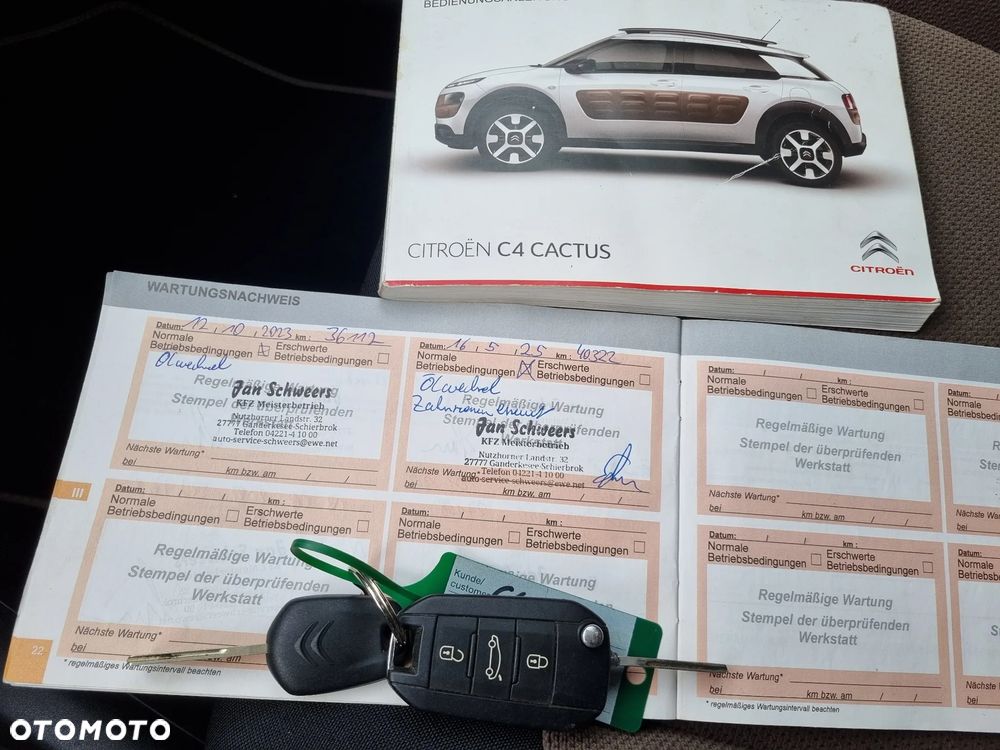 BEDIENUNGSANLEITUNG
CITROËN C4 CACTUS
CITROËN
WARTUNGSNACHWEIS
Datum: 12, 10, 2023 km: 36112
Normale Betriebsbedingungen
Erschwerte Betriebsbedingungen
Ölwechsel
Regelmäßige Wartung
Stempel der überprüfenden
Jan Schweers
KFZ Meisterbetrieb
Nutzhorner Landstr. 32
27777 Ganderkesee-Schierbrok
Telefon 04221-4 10 00
auto-service-schweers@ewe.net
Nächste Wartung*
bei km bzw. am / /
Datum: 16, 5, 25 km: 40322
Normale Betriebsbedingungen
Erschwerte Betriebsbedingungen
Ölwechsel
Zahnriemen erneut
Regelmäßige Wartung
Stempel der überprüfenden
Werkstatt
Jan Schweers
KFZ Meisterbetrieb
Nutzhorner Landstr. 32
27777 Ganderkesee-Schierbrok
Telefon 04221-4 10 00
auto-service-schweers@ewe.net
Nächste Wartung*
bei km bzw. am / /
Datum: / / km :
Normale Betriebsbedingungen
Erschwerte Betriebsbedingungen
Regelmäßige Wartung
Stempel der überprüfenden
Werkstatt
Nächste Wartung*
bei km bzw. am / /
Normale
bei
III
Datum: / / km :
Normale Betriebsbedingungen
Erschwerte Betriebsbedingungen
Regelmäßige Wartung
Stempel der überprüfenden
Werkstatt
Nächste Wartung*
bei am
Datum: / / km :
Normale Betriebsbedingungen
Erschwerte Betriebsbedingungen
Wartung
Kunde/
customer
Datum: / / km :
Normale Betriebsbedingungen
Erschwerte Betriebsbedingungen
Regelmäßige Wartung
Stempel der überprüfenden
Werkstatt
Wartung*
bei km bzw. am / /
Datum:
Normale
bei
22
* regelmäßiges Wartungsintervall beachten
* regelmäßiges Wartungsintervall beachten
OTOMOTO